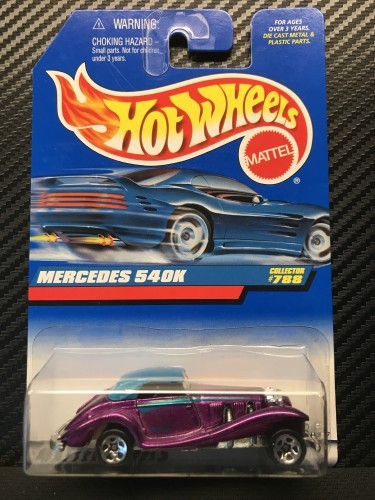 WARNING:
CHOKING HAZARD
Small parts. Not for children
under 3 years.
FOR AGES
OVER 3 YEARS.
DIE CAST METAL &
PLASTIC PARTS.
HOT WHEELS
MATTEL
®
MERCEDES 540K
COLLECTOR
#788